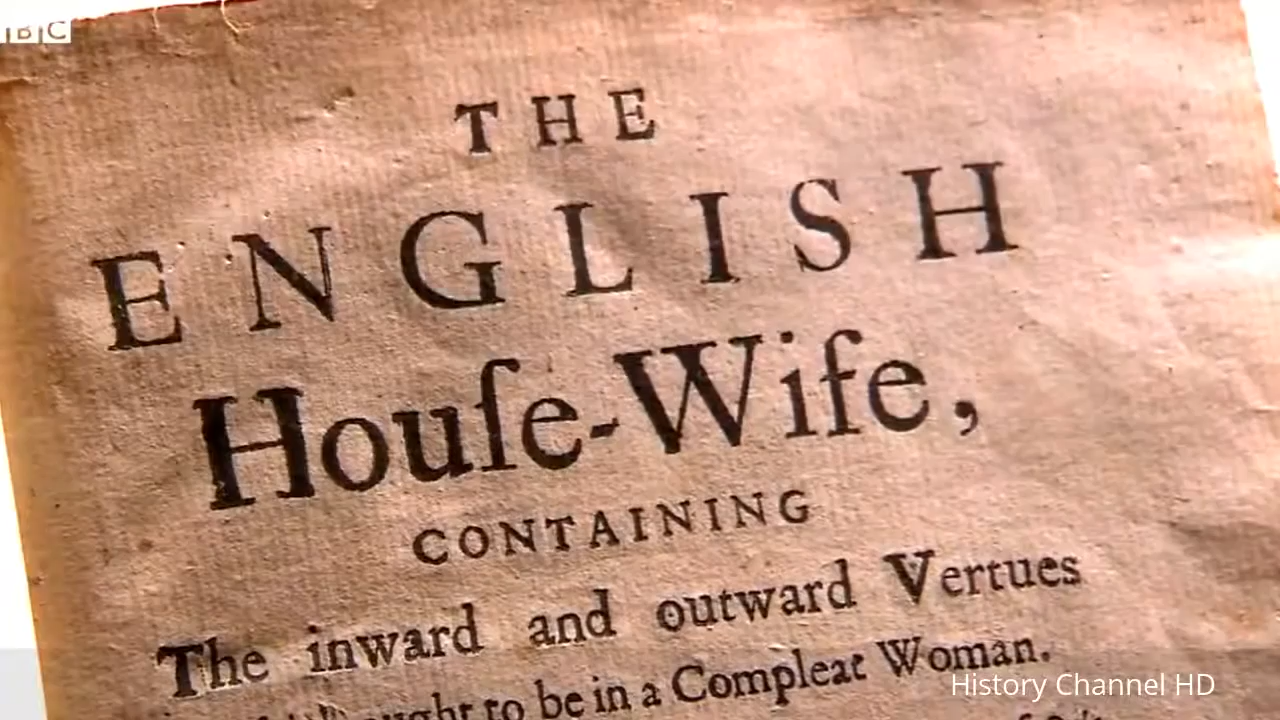 BBC
THE
ENGLISH
Houſe-Wife,
CONTAINING
The inward and outward Vertues
ought to be in a Compleat Woman.
History Channel HD